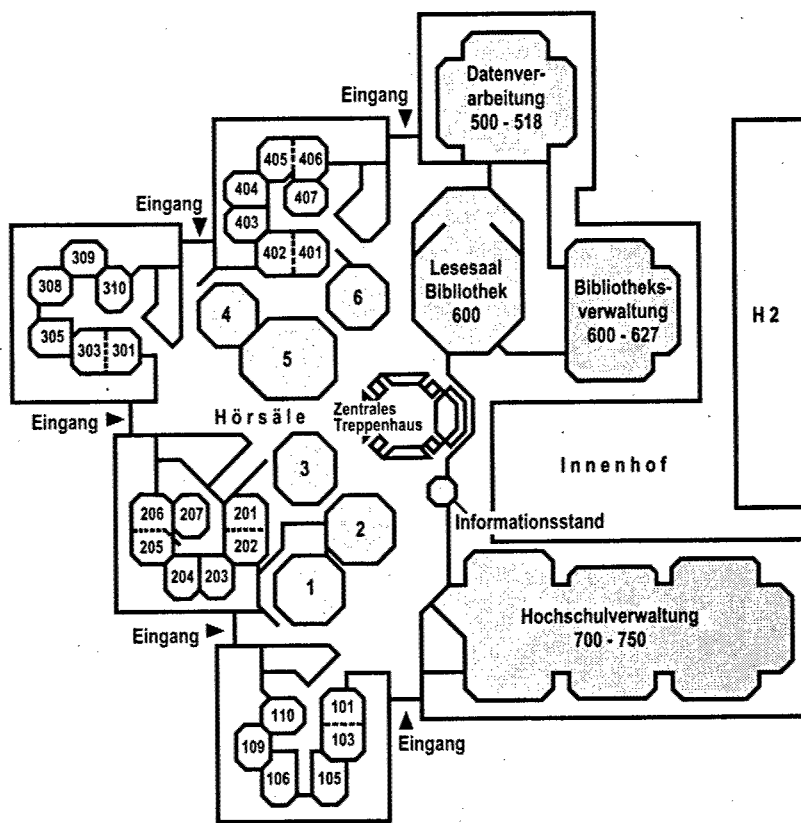 Datenver-
arbeitung
500 - 518
Eingang
405 406
404
407
403
402 401
Eingang
309
308
310
305
303 301
4
6
5
Lesesaal
Bibliothek
600
Bibliotheks-
verwaltung
600 - 627
H 2
Eingang
Hörsäle
Zentrales
Treppenhaus
3
Innenhof
206 207
201
205
202
204 203
2
Informationsstand
1
Eingang
Hochschulverwaltung
700 - 750
110
101
109
103
106
105
Eingang